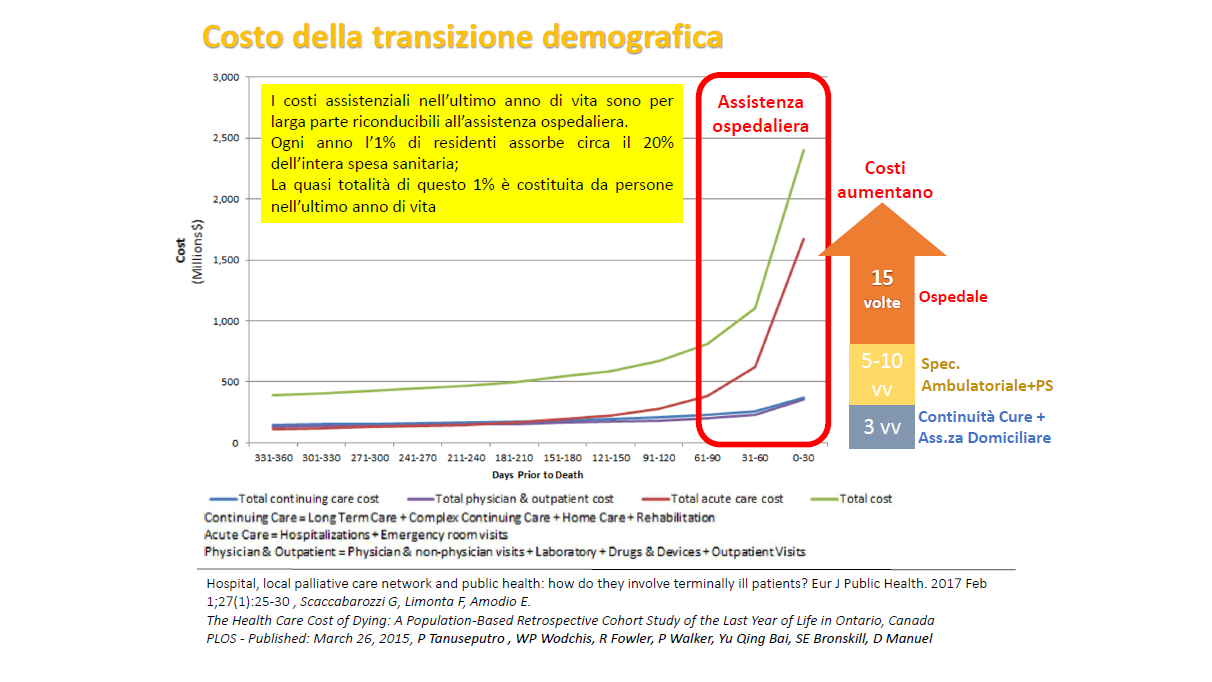 Costo della transizione demografica
3,000
2,500
2,000
1,500
1,000
500
0
Cost
(Millions $)
I costi assistenziali nell'ultimo anno di vita sono per
larga parte riconducibili all'assistenza ospedaliera.
Ogni anno l'1% di residenti assorbe circa il 20%
dell'intera spesa sanitaria;
La quasi totalità di questo 1% è costituita da persone
nell'ultimo anno di vita
Assistenza
ospedaliera
Costi
aumentano
15
volte
Ospedale
5-10
vv
Spec.
Ambulatoriale+PS
3 vv
Continuità Cure +
Ass.za Domiciliare
331-360 301-330 271-300 241-270 211-240 181-210 151-180 121-150 91-120 61-90 31-60 0-30
Days Prior to Death
Total continuing care cost Total physician & outpatient cost Total acute care cost Total cost
Continuing Care = Long Term Care + Complex Continuing Care + Home Care + Rehabilitation
Acute Care = Hospitalizations + Emergency room visits
Physician & Outpatient = Physician & non-physician visits + Laboratory + Drugs & Devices + Outpatient Visits
Hospital, local palliative care network and public health: how do they involve terminally ill patients? Eur J Public Health. 2017 Feb
1;27(1):25-30 , Scaccabarozzi G, Limonta F, Amodio E.
The Health Care Cost of Dying: A Population-Based Retrospective Cohort Study of the Last Year of Life in Ontario, Canada
PLOS - Published: March 26, 2015, P Tanuseputro , WP Wodchis, R Fowler, P Walker, Yu Qing Bai, SE Bronskill, D Manuel